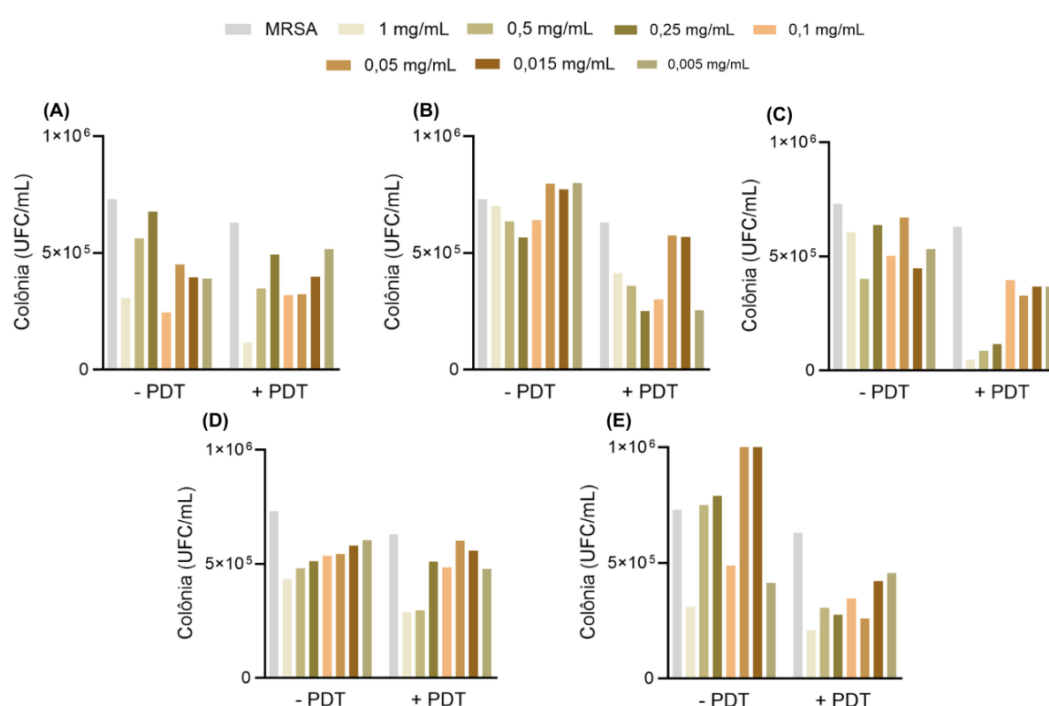 MRSA 1 mg/mL 0,5 mg/mL 0,25 mg/mL 0,1 mg/mL
0,05 mg/mL 0,015 mg/mL 0,005 mg/mL
(A)
1×10⁶
5×10⁵
0
Colônia (UFC/mL)
- PDT + PDT
(B)
1×10⁶
5×10⁵
0
Colônia (UFC/mL)
- PDT + PDT
(C)
1×10⁶
5×10⁵
0
Colônia (UFC/mL)
- PDT + PDT
(D)
1×10⁶
5×10⁵
0
Colônia (UFC/mL)
- PDT + PDT
(E)
1×10⁶
5×10⁵
0
Colônia (UFC/mL)
- PDT + PDT